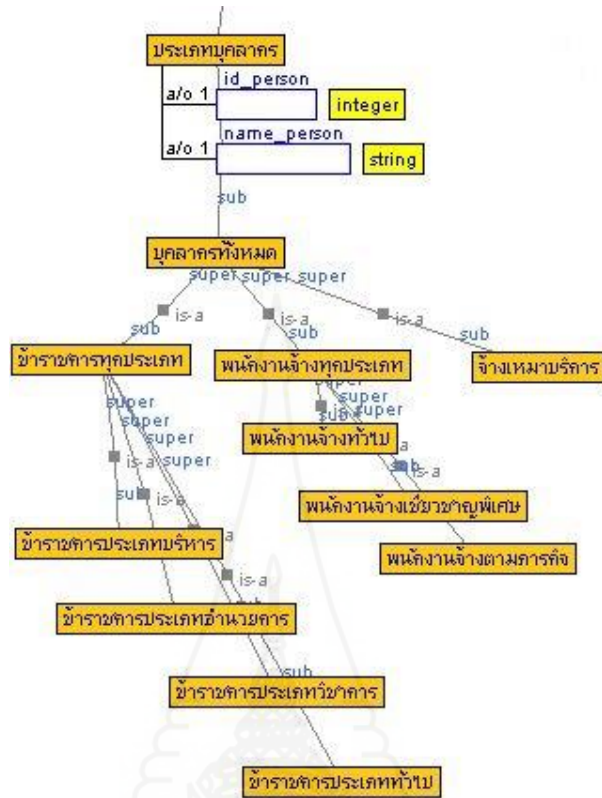 ประเภทบุคลากร
id_person
a/o 1
integer
name_person
a/o 1
string
sub
บุคลากรทั้งหมด
super super super
is-a is-a is-a
sub sub sub
ข้าราชการทุกประเภท พนักงานจ้างทุกประเภท จ้างเหมาบริการ
super super
super super
super super
super
พนักงานจ้างทั่วไป
is-a is-a
sub sub
is-a
พนักงานจ้างเชี่ยวชาญพิเศษ
ข้าราชการประเภทบริหาร
พนักงานจ้างตามภารกิจ
is-a
ข้าราชการประเภทอำนวยการ
sub
ข้าราชการประเภทวิชาการ
ข้าราชการประเภททั่วไป